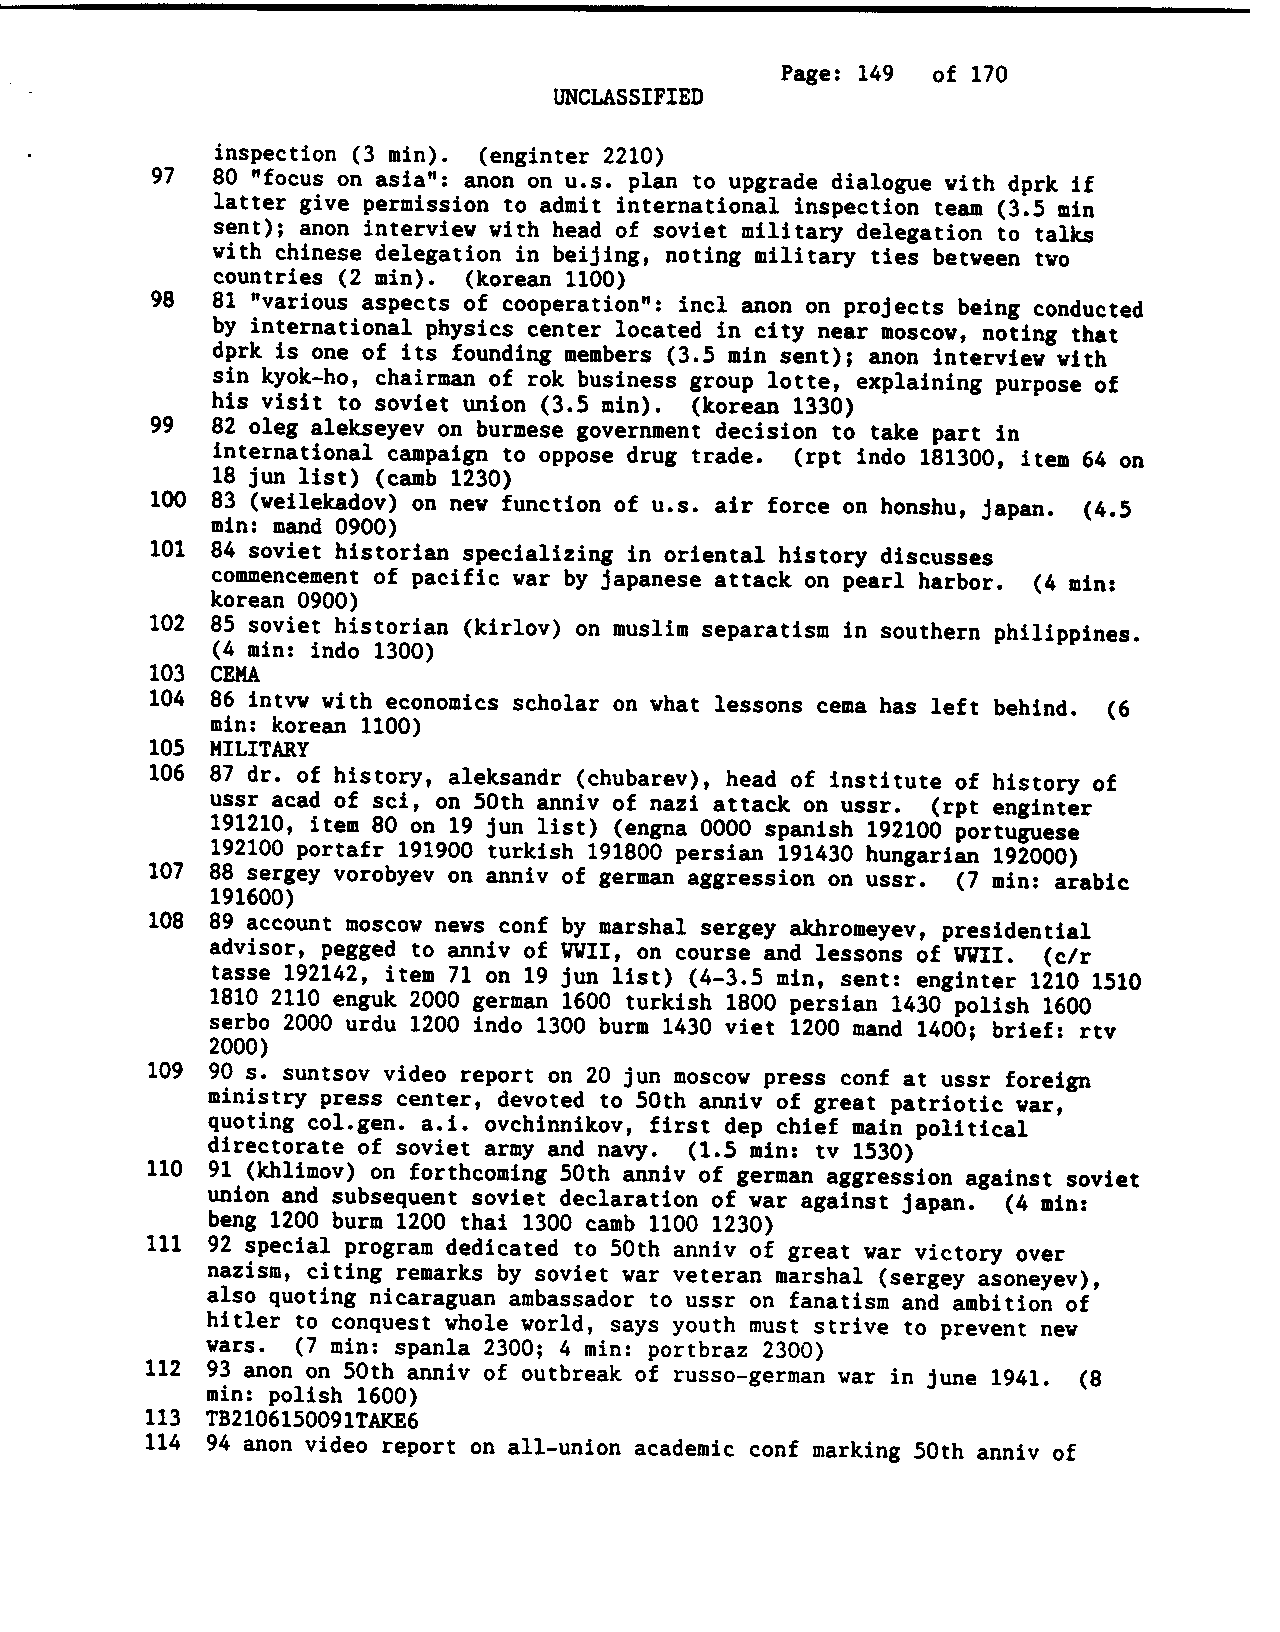 Page: 149 of 170
UNCLASSIFIED
inspection (3 min). (enginter 2210)
97 80 "focus on asia": anon on u.s. plan to upgrade dialogue with dprk if
latter give permission to admit international inspection team (3.5 min
sent); anon interview with head of soviet military delegation to talks
with chinese delegation in beijing, noting military ties between two
countries (2 min). (korean 1100)
98 81 "various aspects of cooperation": incl anon on projects being conducted
by international physics center located in city near moscow, noting that
dprk is one of its founding members (3.5 min sent); anon interview with
sin kyok-ho, chairman of rok business group lotte, explaining purpose of
his visit to soviet union (3.5 min). (korean 1330)
99 82 oleg alekseyev on burmese government decision to take part in
international campaign to oppose drug trade. (rpt indo 181300, item 64 on
18 jun list) (camb 1230)
100 83 (weilekadov) on new function of u.s. air force on honshu, japan. (4.5
min: mand 0900)
101 84 soviet historian specializing in oriental history discusses
commencement of pacific war by japanese attack on pearl harbor. (4 min:
korean 0900)
102 85 soviet historian (kirlov) on muslim separatism in southern philippines.
(4 min: indo 1300)
103 CEMA
104 86 intvw with economics scholar on what lessons cema has left behind. (6
min: korean 1100)
105 MILITARY
106 87 dr. of history, aleksandr (chubarev), head of institute of history of
ussr acad of sci, on 50th anniv of nazi attack on ussr. (rpt enginter
191210, item 80 on 19 jun list) (engna 0000 spanish 192100 portuguese
192100 portafr 191900 turkish 191800 persian 191430 hungarian 192000)
107 88 sergey vorobyev on anniv of german aggression on ussr. (7 min: arabic
191600)
108 89 account moscow news conf by marshal sergey akhromeyev, presidential
advisor, pegged to anniv of WWII, on course and lessons of WWII. (c/r
tasse 192142, item 71 on 19 jun list) (4-3.5 min, sent: enginter 1210 1510
1810 2110 enguk 2000 german 1600 turkish 1800 persian 1430 polish 1600
serbo 2000 urdu 1200 indo 1300 burm 1430 viet 1200 mand 1400; brief: rtv
2000)
109 90 s. suntsov video report on 20 jun moscow press conf at ussr foreign
ministry press center, devoted to 50th anniv of great patriotic war,
quoting col.gen. a.i. ovchinnikov, first dep chief main political
directorate of soviet army and navy. (1.5 min: tv 1530)
110 91 (khlimov) on forthcoming 50th anniv of german aggression against soviet
union and subsequent soviet declaration of war against japan. (4 min:
beng 1200 burm 1200 thai 1300 camb 1100 1230)
111 92 special program dedicated to 50th anniv of great war victory over
nazism, citing remarks by soviet war veteran marshal (sergey asoneyev),
also quoting nicaraguan ambassador to ussr on fanatism and ambition of
hitler to conquest whole world, says youth must strive to prevent new
wars. (7 min: spanla 2300; 4 min: portbraz 2300)
112 93 anon on 50th anniv of outbreak of russo-german war in june 1941. (8
min: polish 1600)
113 TB2106150091TAKE6
114 94 anon video report on all-union academic conf marking 50th anniv of